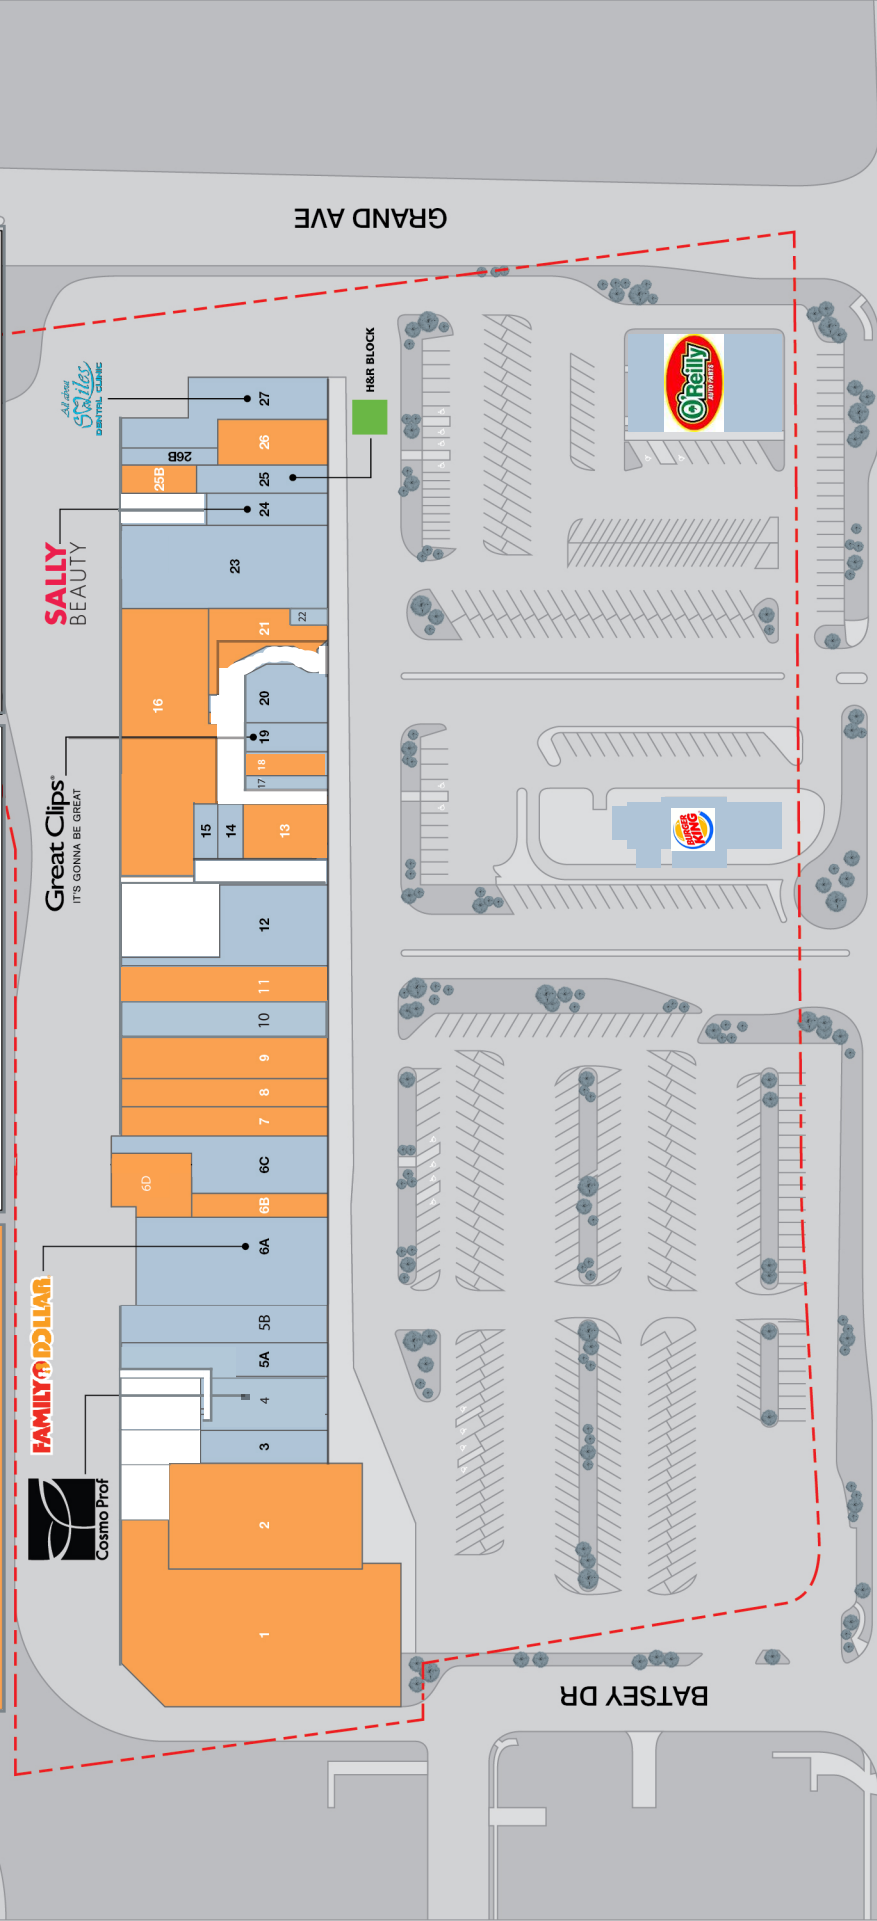 GRAND AVE
All about
Smiles
DENTAL CLINIC
H&R BLOCK
O'Reilly
AUTO PARTS
27
26
26B
25B
25
24
SALLY
BEAUTY
23
22
21
20
16
19
18
17
Great Clips®
IT'S GONNA BE GREAT
15
14
13
BURGER
KING
12
11
10
9
8
7
6C
6D
6B
6A
FAMILY DOLLAR
5B
5A
4
3
Cosmo Prof
2
1
BATSEY DR